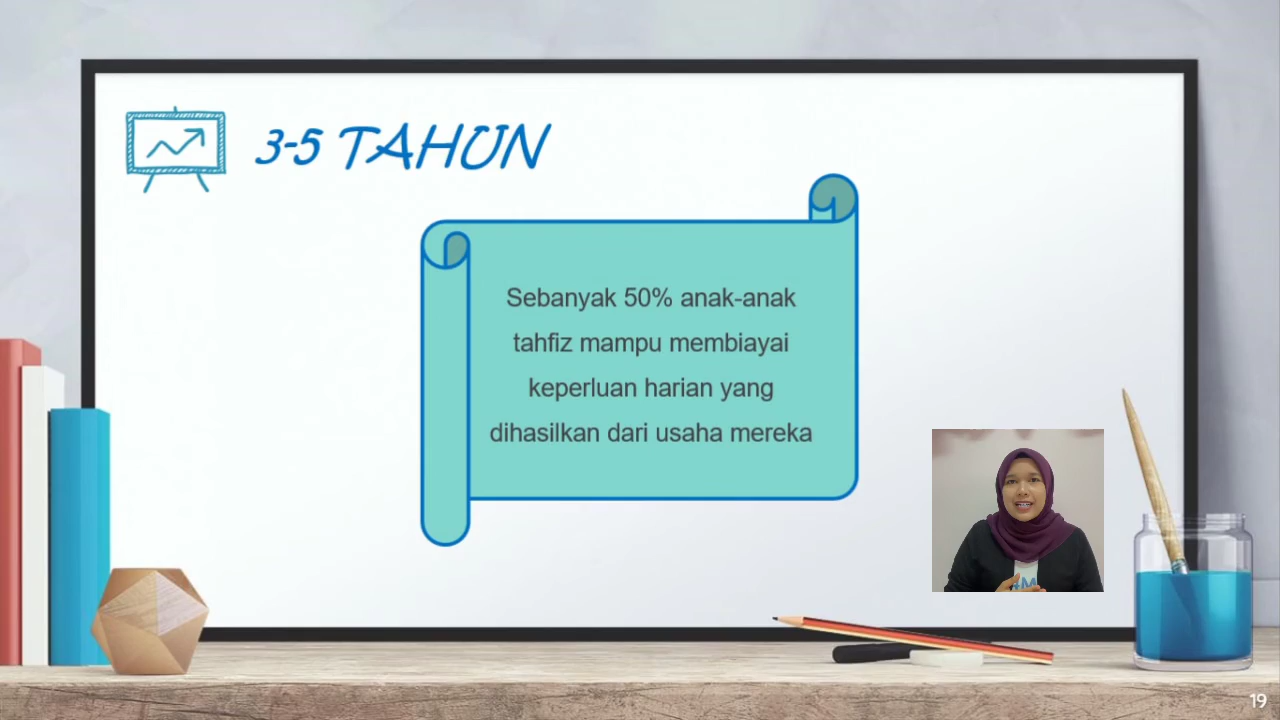 3-5 TAHUN
Sebanyak 50% anak-anak
tahfiz mampu membiayai
keperluan harian yang
dihasilkan dari usaha mereka
19